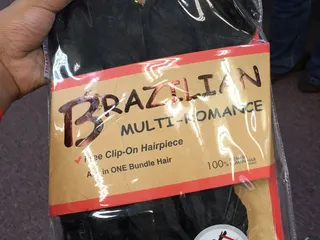 BRAZILIAN
MULTI-ROMANCE
Clip-On Hairpiece
in ONE Bundle Hair
100%